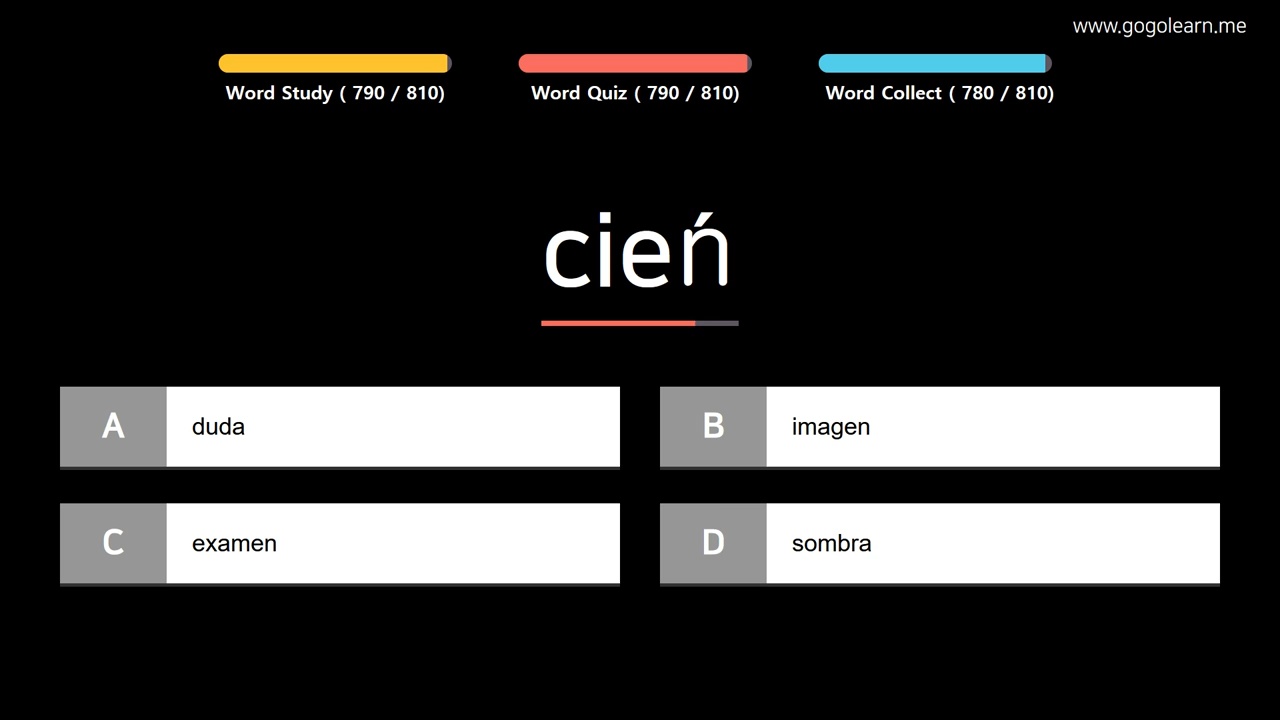 www.gogolearn.me
Word Study ( 790 / 810)
Word Quiz ( 790 / 810)
Word Collect ( 780 / 810)
cień
A duda
B imagen
C examen
D sombra